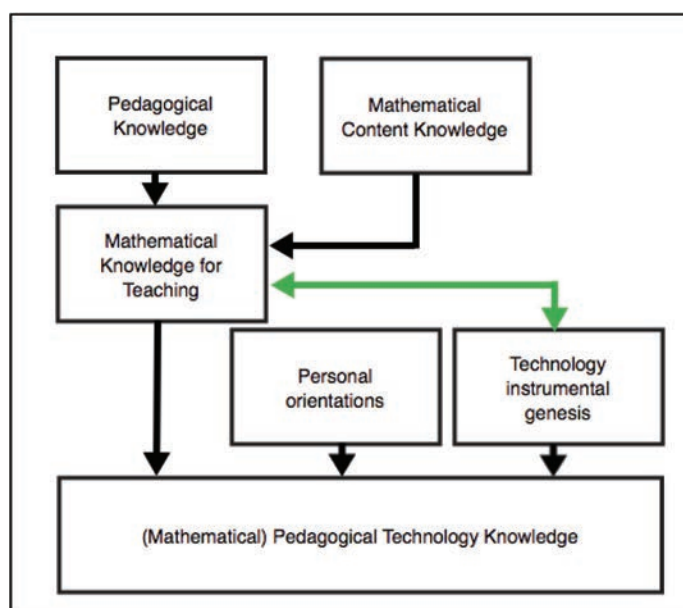 Pedagogical
Knowledge
Mathematical
Content Knowledge
Mathematical
Knowledge for
Teaching
Personal
orientations
Technology
instrumental
genesis
(Mathematical) Pedagogical Technology Knowledge